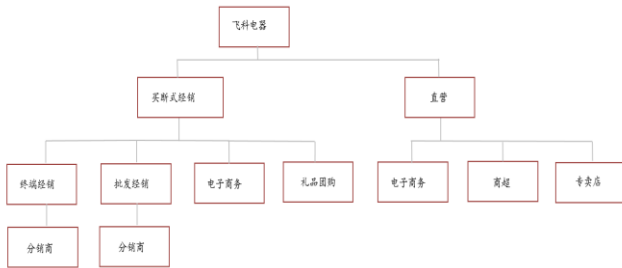 飞科电器
买断式经销
直营
终端经销
批发经销
电子商务
礼品团购
电子商务
商超
专卖店
分销商
分销商